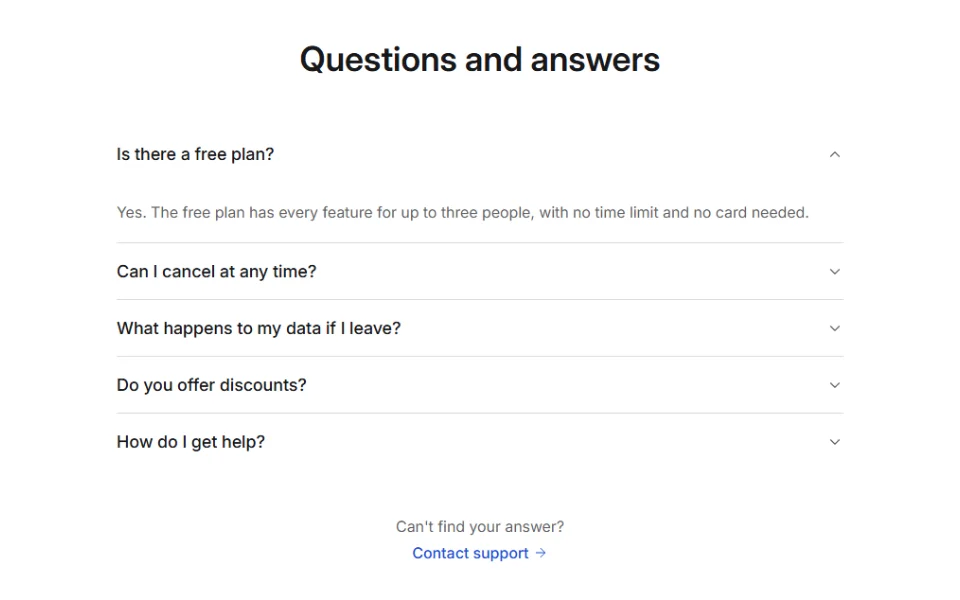 Questions and answers
Is there a free plan?
Yes. The free plan has every feature for up to three people, with no time limit and no card needed.
Can I cancel at any time?
What happens to my data if I leave?
Do you offer discounts?
How do I get help?
Can't find your answer?
Contact support →